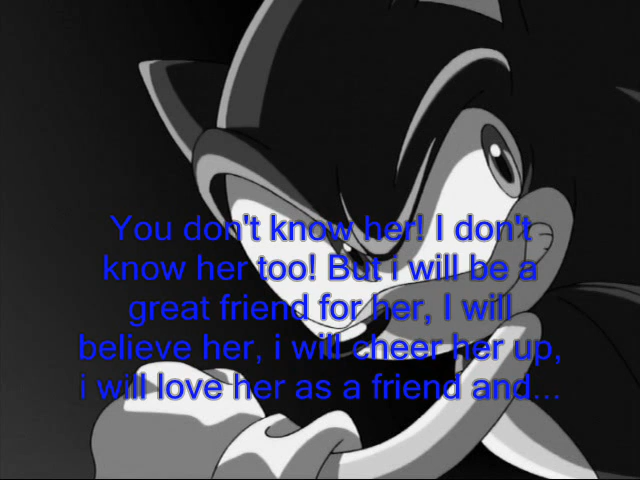 You don't know her! I don't
know her too! But i will be a
great friend for her, I will
believe her, i will cheer her up,
i will love her as a friend and...